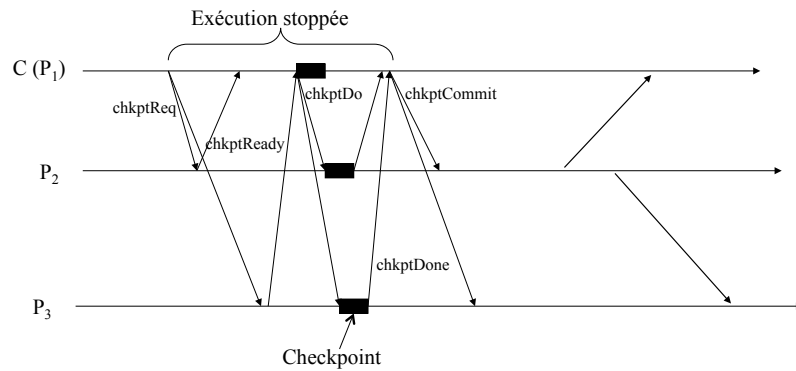 Exécution stoppée
C (P1)
chkptReq
chkptDo
chkptCommit
chkptReady
P2
chkptDone
P3
Checkpoint